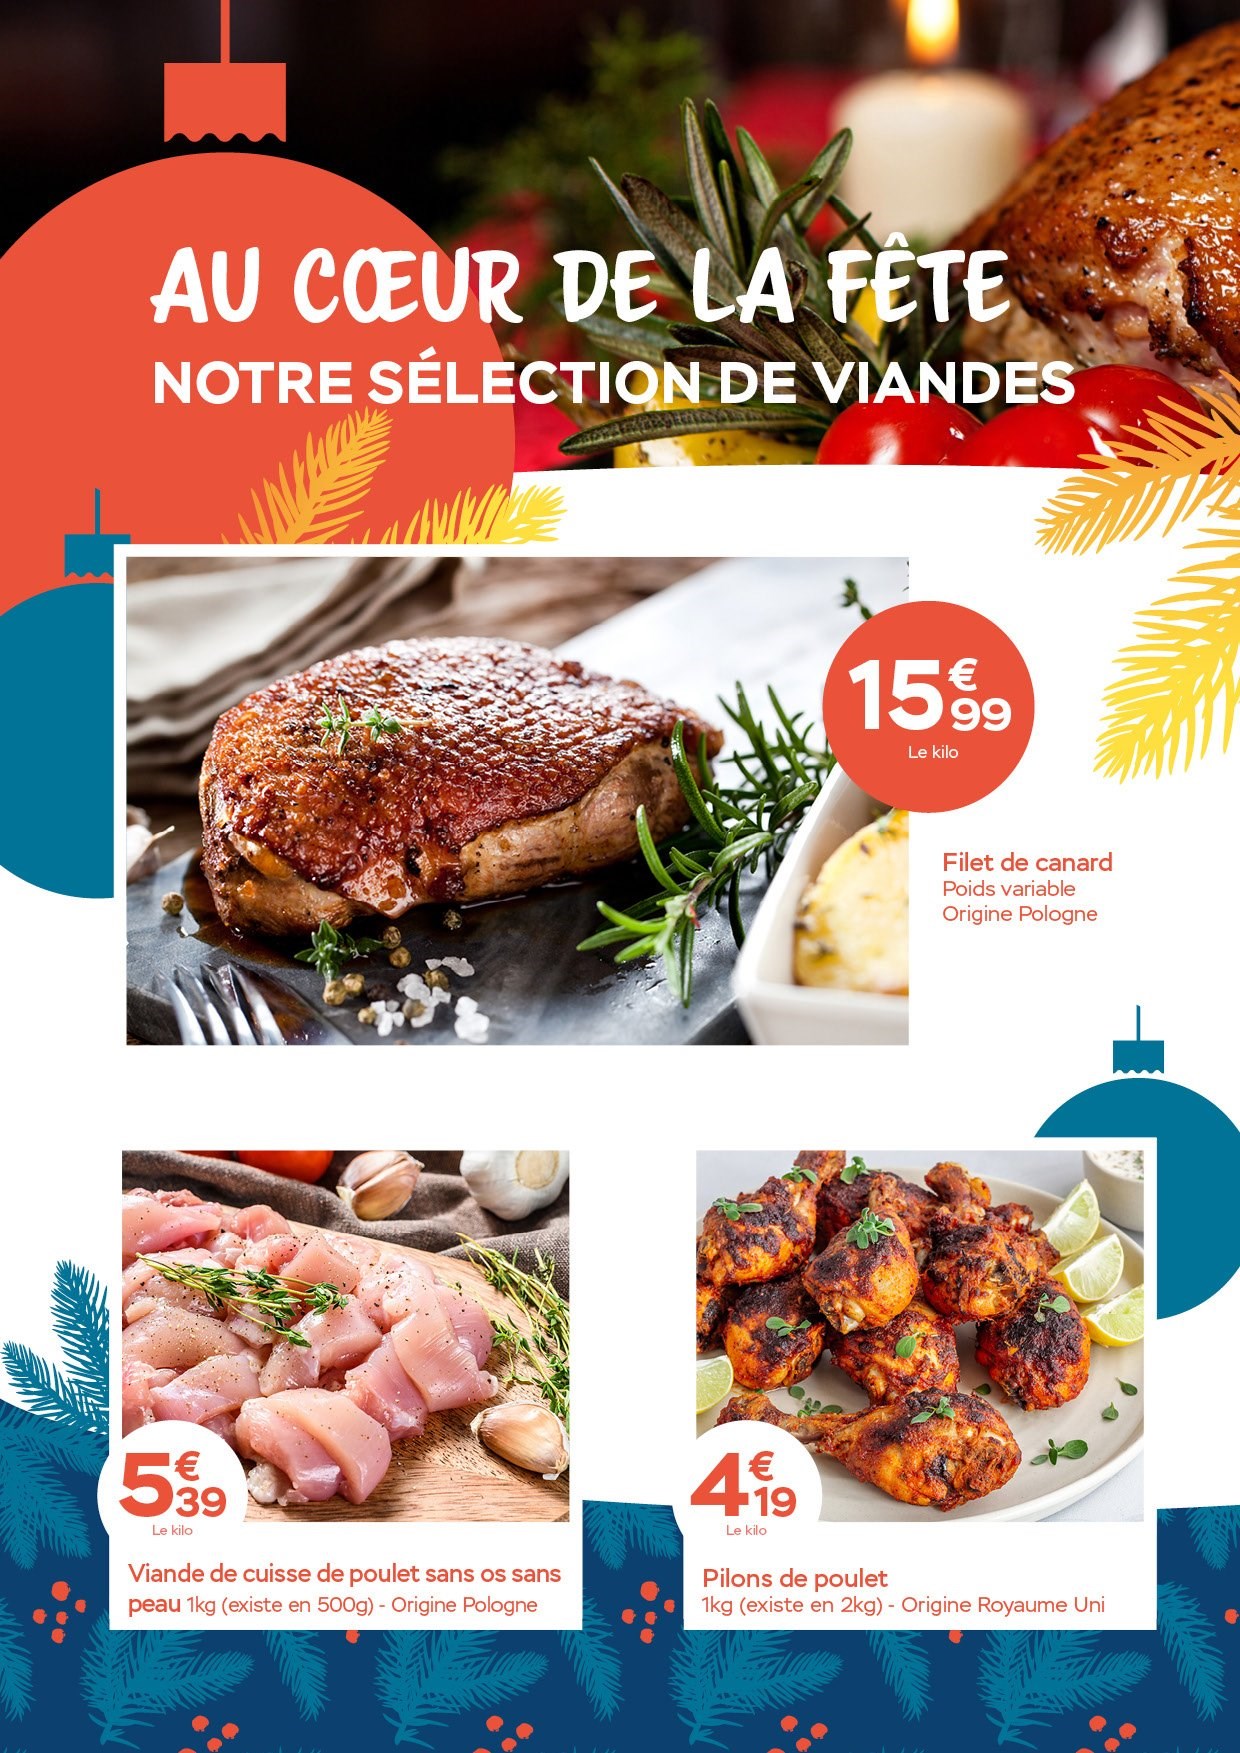 AU CŒUR DE LA FÊTE
NOTRE SÉLECTION DE VIANDES
15€99
Le kilo
Filet de canard
Poids variable
Origine Pologne
5€39
Le kilo
Viande de cuisse de poulet sans os sans
peau 1kg (existe en 500g) - Origine Pologne
4€19
Le kilo
Pilons de poulet
1kg (existe en 2kg) - Origine Royaume Uni